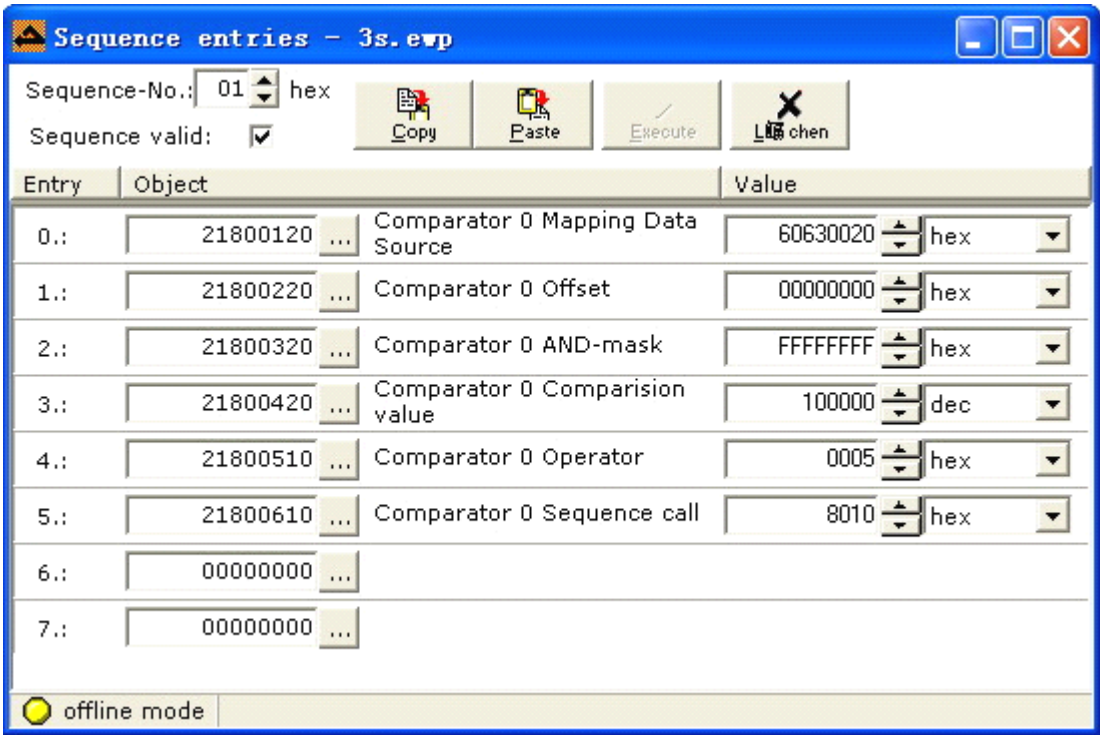 Sequence entries - 3s.ewp
Sequence-No.: 01 hex
Sequence valid:
Copy
Paste
Execute
Entry Object Value
0.: 21800120 ... Comparator 0 Mapping Data Source 60630020 hex
1.: 21800220 ... Comparator 0 Offset 00000000 hex
2.: 21800320 ... Comparator 0 AND-mask FFFFFFFF hex
3.: 21800420 ... Comparator 0 Comparision value 100000 dec
4.: 21800510 ... Comparator 0 Operator 0005 hex
5.: 21800610 ... Comparator 0 Sequence call 8010 hex
6.: 00000000 ...
7.: 00000000 ...
offline mode